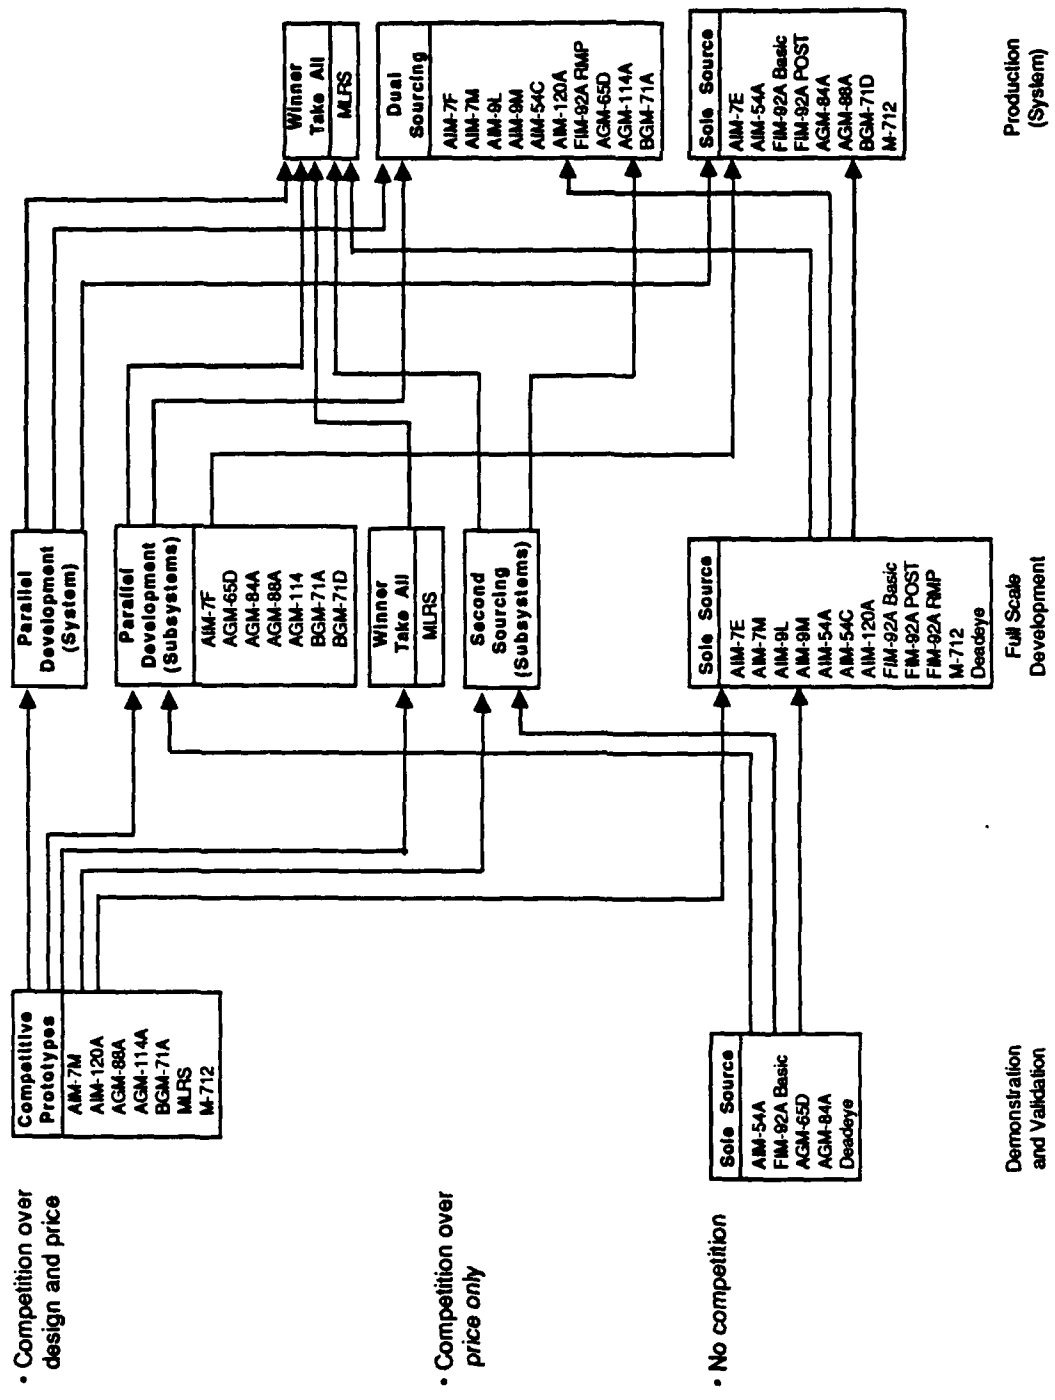 • Competition over
design and price
Competitive
Prototypes
AIM-7M
AIM-120A
AGM-88A
AGM-114A
BGM-71A
MLRS
M-712
Parallel
Development
(System)
Parallel
Development
(Subsystems)
AIM-7F
AGM-65D
AGM-84A
AGM-88A
AGM-114
BGM-71A
BGM-71D
Winner
Take All
MLRS
Winner
Take All
MLRS
Dual
Sourcing
AIM-7F
AIM-7M
AIM-9L
AIM-9M
AIM-54C
AIM-120A
FIM-92A RMP
AGM-65D
AGM-114A
BGM-71A
• Competition over
price only
Second
Sourcing
(Subsystems)
• No competition
Sole Source
AIM-54A
FIM-92A Basic
AGM-65D
AGM-84A
Deadeye
Sole Source
AIM-7E
AIM-7M
AIM-9L
AIM-9M
AIM-54A
AIM-54C
AIM-120A
FIM-92A Basic
FIM-92A POST
FIM-92A RMP
M-712
Deadeye
Sole Source
AIM-7E
AIM-54A
FIM-92A Basic
FIM-92A POST
AGM-84A
AGM-88A
BGM-71D
M-712
Demonstration
and Validation
Full Scale
Development
Production
(System)